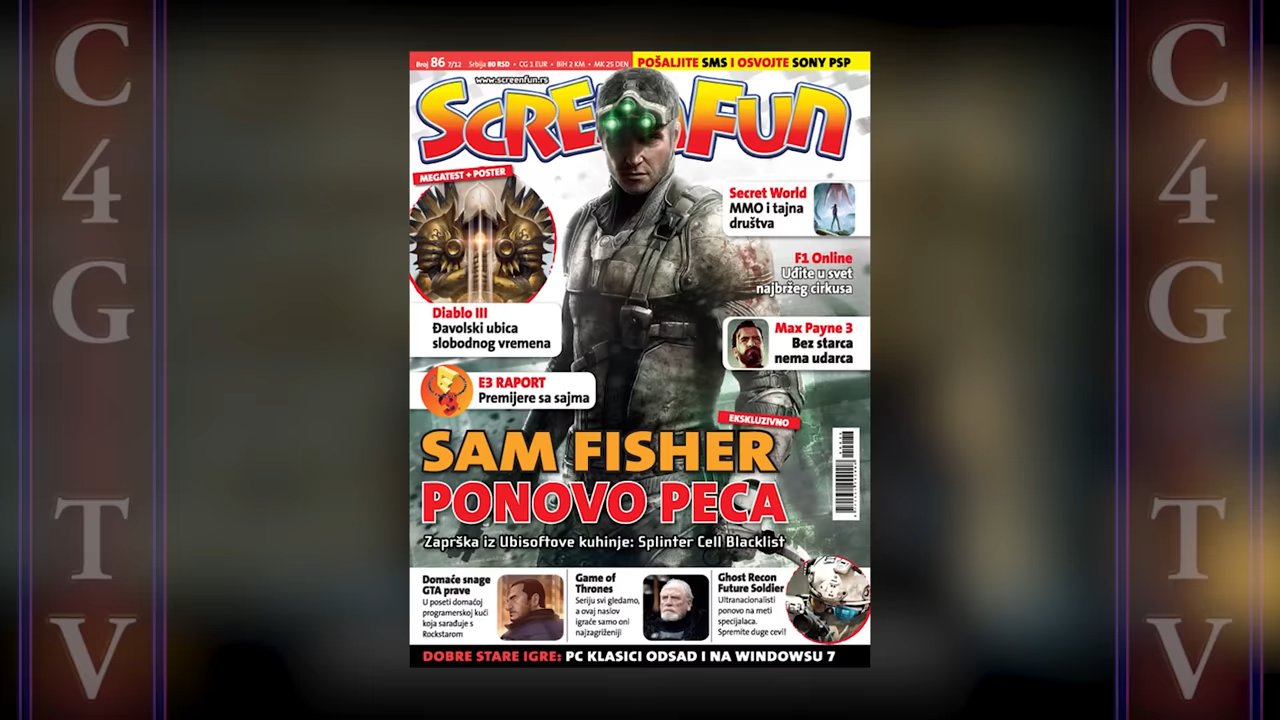 C4G TV
Broj 86 7/12 Srbija 80 RSD • CG 1 EUR • BiH 2 KM • MK 25 DEN
POŠALJITE SMS I OSVOJTE SONY PSP
www.screenfun.rs
SCREENFUN
MEGATEST + POSTER
Diablo III
Đavolski ubica
slobodnog vremena
E3 RAPORT
Premijere sa sajma
Secret World
MMO i tajna
društva
F1 Online
Uđite u svet
najbržeg cirkusa
Max Payne 3
Bez starca
nema udarca
EKSKLUZIVNO
SAM FISHER
PONOVO PECA
Zaprška iz Ubisoftove kuhinje: Splinter Cell Blacklist
Domaće snage
GTA prave
U poseti domaćoj
programerskoj kući
koja sarađuje s
Rockstarom
Game of
Thrones
Seriju svi gledamo,
a ovaj naslov
igraće samo oni
najzagriženiji
Ghost Recon
Future Soldier
Ultranacionalisti
ponovo na meti
specijalaca.
Spremite duge cevi!
DOBRE STARE IGRE: PC KLASICI ODSAD I NA WINDOWSU 7
C4G TV